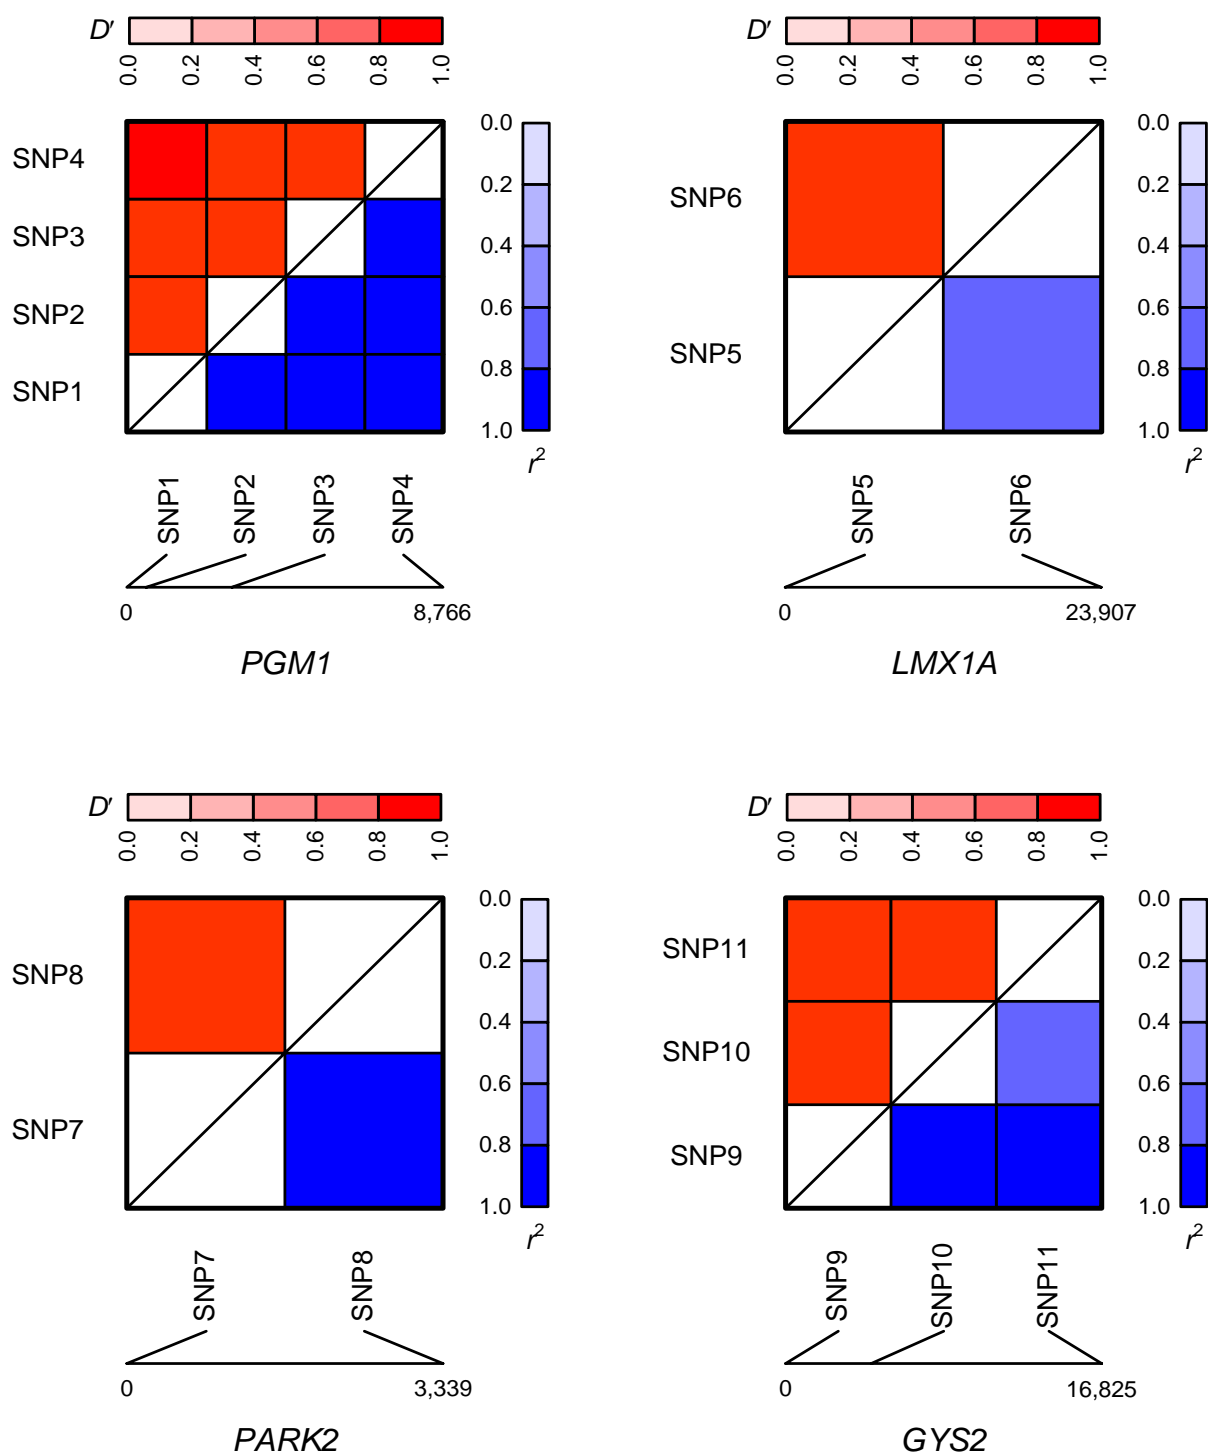 D′
0.0 0.2 0.4 0.6 0.8 1.0
SNP4
SNP3
SNP2
SNP1
0.0
0.2
0.4
0.6
0.8
1.0
r²
SNP1 SNP2 SNP3 SNP4
0 8,766
PGM1
D′
0.0 0.2 0.4 0.6 0.8 1.0
SNP6
SNP5
0.0
0.2
0.4
0.6
0.8
1.0
r²
SNP5 SNP6
0 23,907
LMX1A
D′
0.0 0.2 0.4 0.6 0.8 1.0
SNP8
SNP7
0.0
0.2
0.4
0.6
0.8
1.0
r²
SNP7 SNP8
0 3,339
PARK2
D′
0.0 0.2 0.4 0.6 0.8 1.0
SNP11
SNP10
SNP9
0.0
0.2
0.4
0.6
0.8
1.0
r²
SNP9 SNP10 SNP11
0 16,825
GYS2